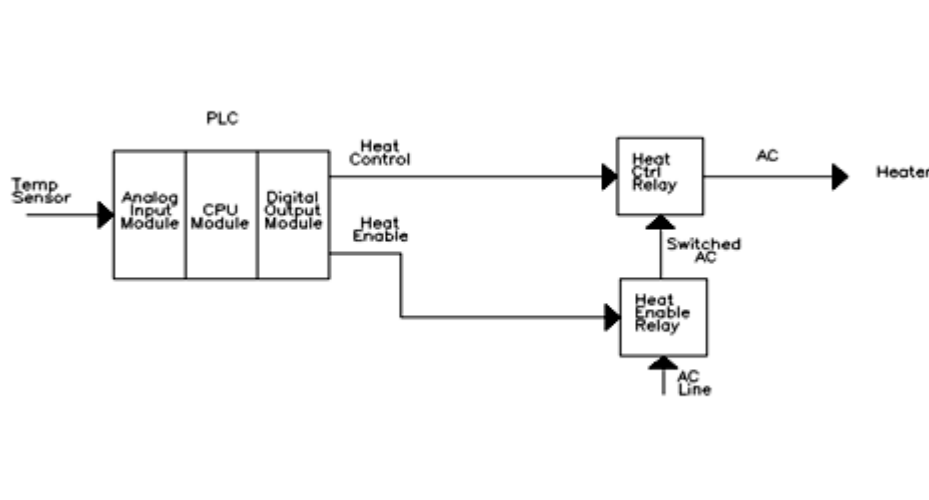 PLC
Heat
Control
Temp
Sensor
Analog
Input
Module
CPU
Module
Digital
Output
Module
Heat
Enable
Heat
Ctrl
Relay
AC
Heater
Switched
AC
Heat
Enable
Relay
AC
Line